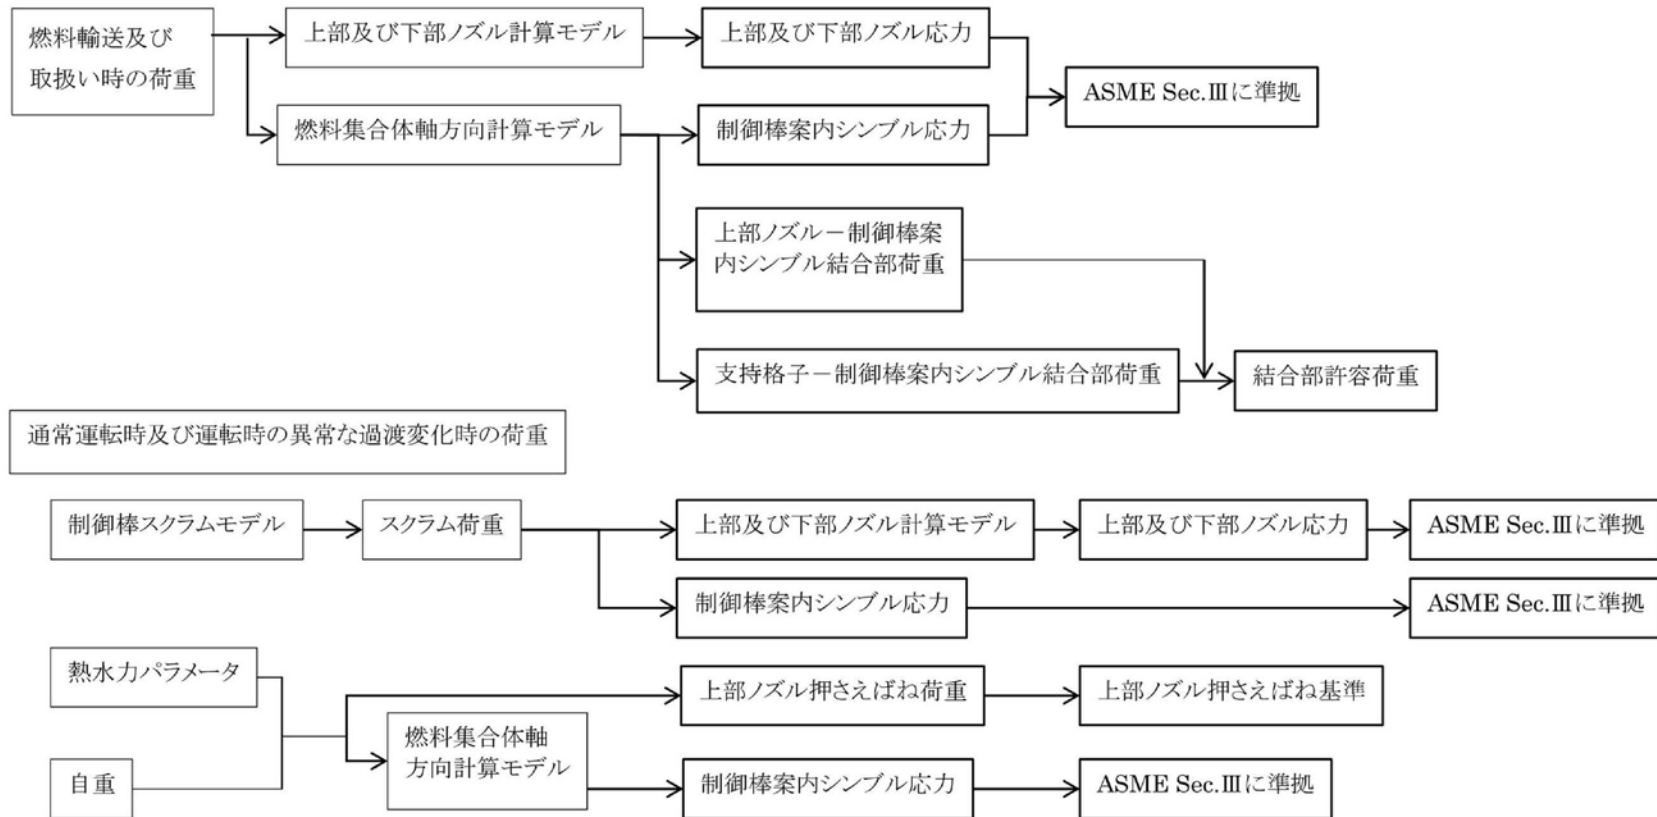 燃料輸送及び
取扱い時の荷重
上部及び下部ノズル計算モデル
上部及び下部ノズル応力
ASME Sec.Ⅲに準拠
燃料集合体軸方向計算モデル
制御棒案内シンブル応力
上部ノズル－制御棒案
内シンブル結合部荷重
支持格子－制御棒案内シンブル結合部荷重
結合部許容荷重
通常運転時及び運転時の異常な過渡変化時の荷重
制御棒スクラムモデル
スクラム荷重
上部及び下部ノズル計算モデル
上部及び下部ノズル応力
ASME Sec.Ⅲに準拠
制御棒案内シンブル応力
ASME Sec.Ⅲに準拠
熱水力パラメータ
上部ノズル押さえばね荷重
上部ノズル押さえばね基準
燃料集合体軸
方向計算モデル
自重
制御棒案内シンブル応力
ASME Sec.Ⅲに準拠